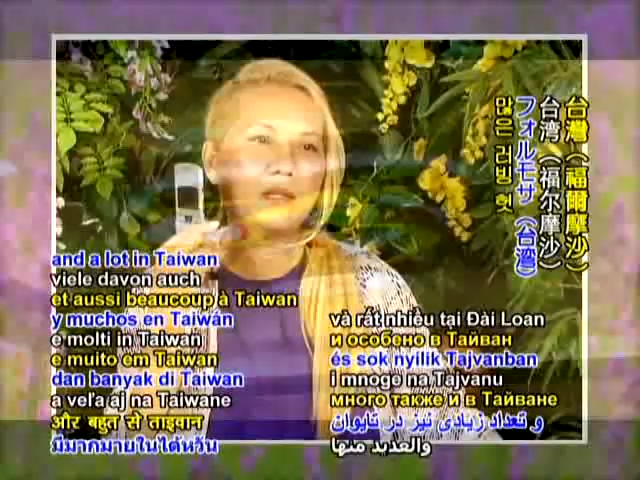 台灣（福爾摩沙）
台湾（福尔摩沙）
フォルモサ（台湾）
많은 러빙 헛
and a lot in Taiwan
viele davon auch
et aussi beaucoup à Taiwan
y muchos en Taiwán
e molti in Taiwan
e muito em Taiwan
dan banyak di Taiwan
a veľa aj na Taiwane
और बहुत से ताइवान
มีมากมายในไต้หวัน
và rất nhiều tại Đài Loan
и особено в Тайван
és sok nyílik Tajvanban
i mnoge na Tajvanu
много также и в Тайване
و تعداد زیادی نیز در تایوان
والعديد منها